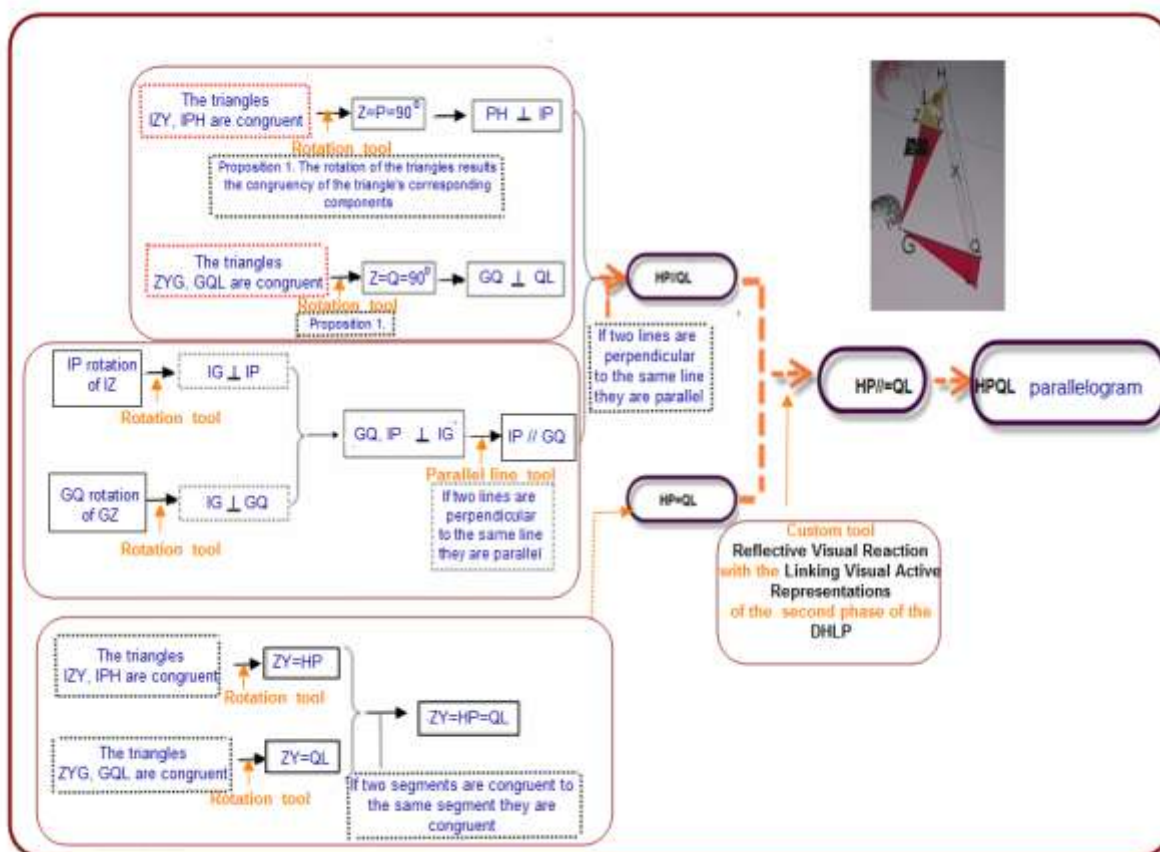 The triangles
IZY, IPH are congruent
Rotation tool
Z=P=90⁰
PH ⊥ IP
Proposition 1. The rotation of the triangles results
the congruency of the triangle's corresponding
components
The triangles
ZYG, GQL are congruent
Rotation tool
Z=Q=90⁰
GQ ⊥ QL
Proposition 1.
IP rotation
of IZ
Rotation tool
IG ⊥ IP
GQ rotation
of GZ
Rotation tool
IG ⊥ GQ
GQ, IP ⊥ IG
IP // GQ
Parallel line tool
If two lines are
perpendicular
to the same line
they are parallel
HP//QL
If two lines are
perpendicular
to the same line
they are parallel
HP=QL
The triangles
IZY, IPH are congruent
Rotation tool
ZY=HP
The triangles
ZYG, GQL are congruent
Rotation tool
ZY=QL
ZY=HP=QL
If two segments are congruent to
the same segment they are
congruent
HP//=QL
HPQL parallelogram
Custom tool
Reflective Visual Reaction
with the Linking Visual Active
Representations
of the second phase of the
DHLP
H
I
Z
X
G
Q